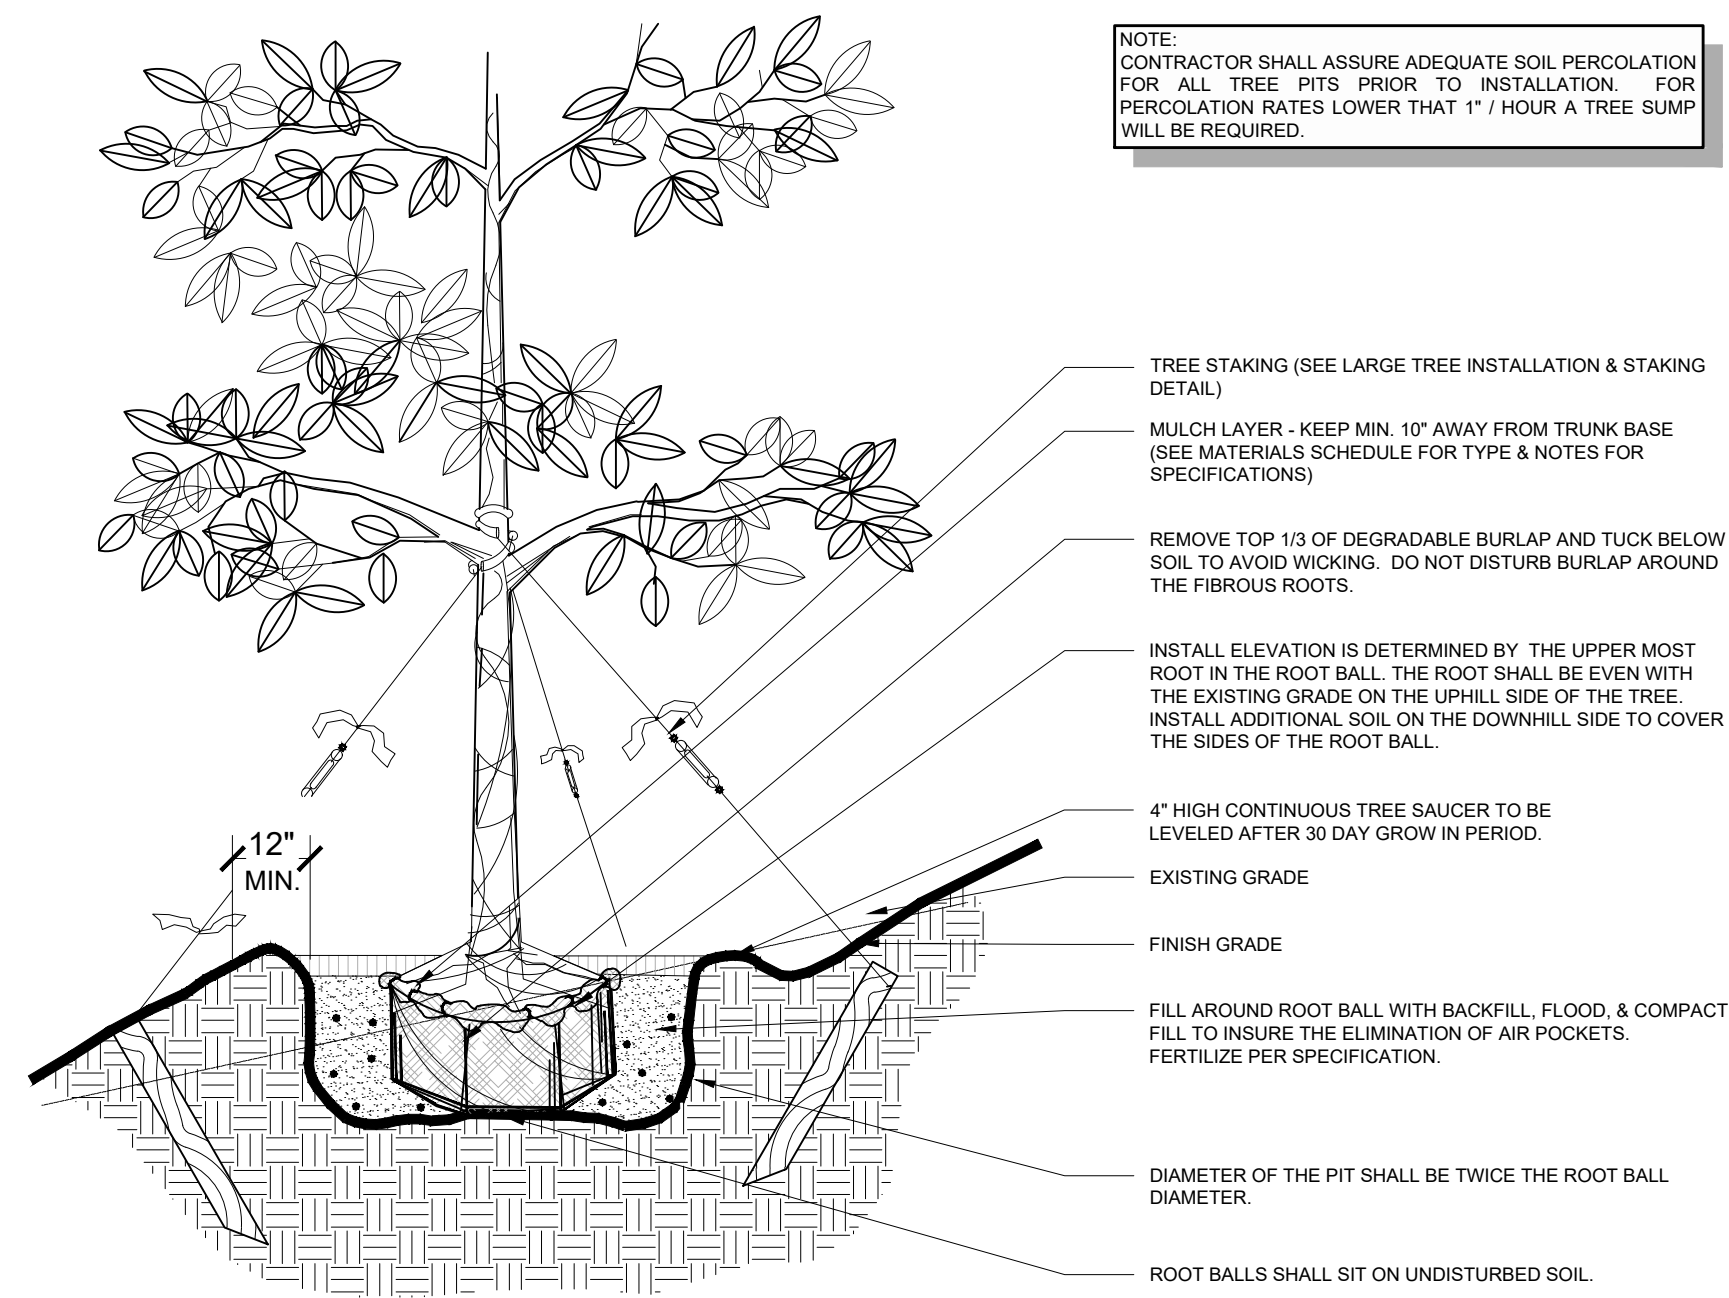 NOTE:
CONTRACTOR SHALL ASSURE ADEQUATE SOIL PERCOLATION
FOR ALL TREE PITS PRIOR TO INSTALLATION. FOR
PERCOLATION RATES LOWER THAT 1" / HOUR A TREE SUMP
WILL BE REQUIRED.
TREE STAKING (SEE LARGE TREE INSTALLATION & STAKING
DETAIL)
MULCH LAYER - KEEP MIN. 10" AWAY FROM TRUNK BASE
(SEE MATERIALS SCHEDULE FOR TYPE & NOTES FOR
SPECIFICATIONS)
REMOVE TOP 1/3 OF DEGRADABLE BURLAP AND TUCK BELOW
SOIL TO AVOID WICKING. DO NOT DISTURB BURLAP AROUND
THE FIBROUS ROOTS.
INSTALL ELEVATION IS DETERMINED BY THE UPPER MOST
ROOT IN THE ROOT BALL. THE ROOT SHALL BE EVEN WITH
THE EXISTING GRADE ON THE UPHILL SIDE OF THE TREE.
INSTALL ADDITIONAL SOIL ON THE DOWNHILL SIDE TO COVER
THE SIDES OF THE ROOT BALL.
4" HIGH CONTINUOUS TREE SAUCER TO BE
LEVELED AFTER 30 DAY GROW IN PERIOD.
12"
MIN.
EXISTING GRADE
FINISH GRADE
FILL AROUND ROOT BALL WITH BACKFILL, FLOOD, & COMPACT
FILL TO INSURE THE ELIMINATION OF AIR POCKETS.
FERTILIZE PER SPECIFICATION.
DIAMETER OF THE PIT SHALL BE TWICE THE ROOT BALL
DIAMETER.
ROOT BALLS SHALL SIT ON UNDISTURBED SOIL.